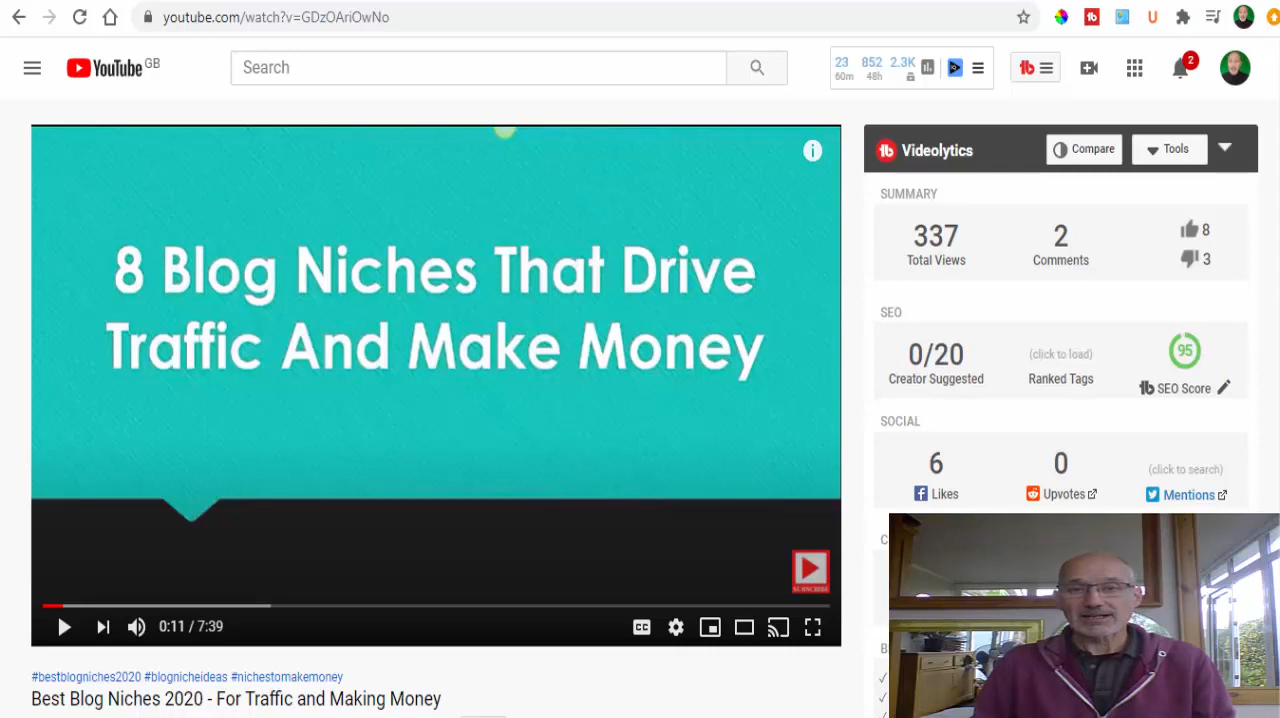 youtube.com/watch?v=GDzOAriOwNo
YouTube GB
Search
23 852 2.3K
60m 48h
2
8 Blog Niches That Drive
Traffic And Make Money
SUBSCRIBE
0:11 / 7:39
CC
#bestblogniches2020 #blognicheideas #nichestomakemoney
Best Blog Niches 2020 - For Traffic and Making Money
Videolytics
Compare
Tools
SUMMARY
337
Total Views
2
Comments
8
3
SEO
0/20
Creator Suggested
(click to load)
Ranked Tags
95
SEO Score
SOCIAL
6
Likes
0
Upvotes
(click to search)
Mentions